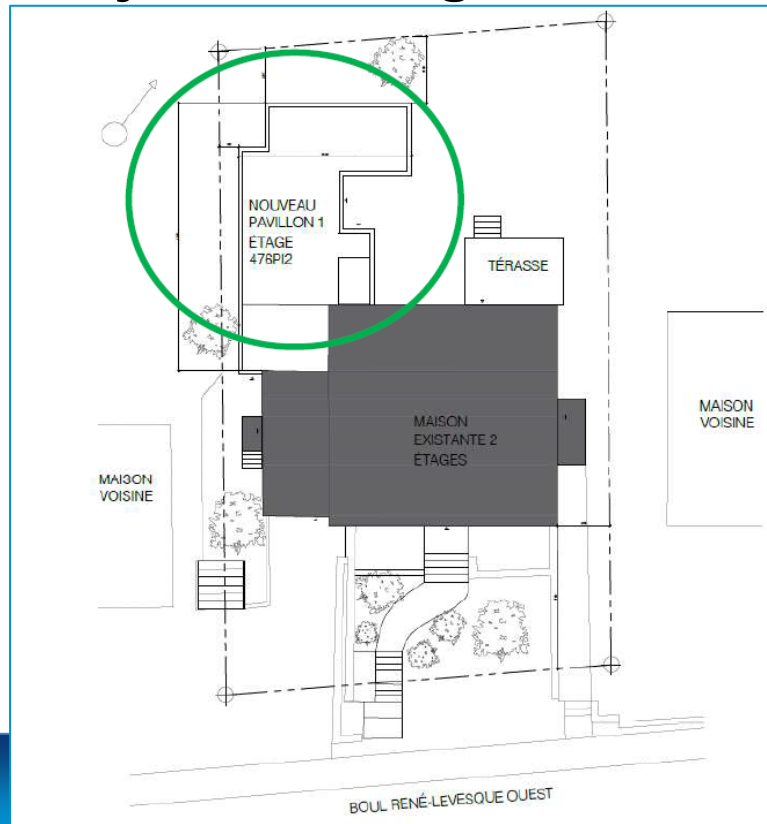 NOUVEAU
PAVILLON 1
ÉTAGE
476PI2
TÉRASSE
MAISON
EXISTANTE 2
ÉTAGES
MAISON
VOISINE
MAISON
VOISINE
BOUL RENÉ-LEVESQUE OUEST